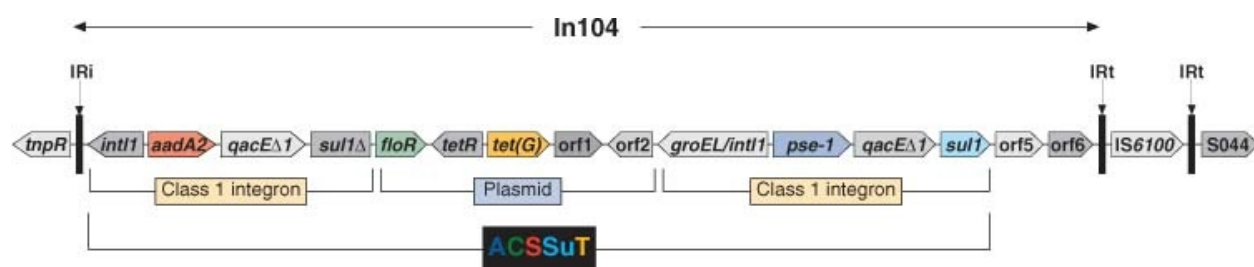 In104
IRi IRt IRt
tnpR intI1 aadA2 qacEΔ1 sul1Δ floR tetR tet(G) orf1 orf2 groEL/intI1 pse-1 qacEΔ1 sul1 orf5 orf6 IS6100 S044
Class 1 integron Plasmid Class 1 integron
ACSSuT